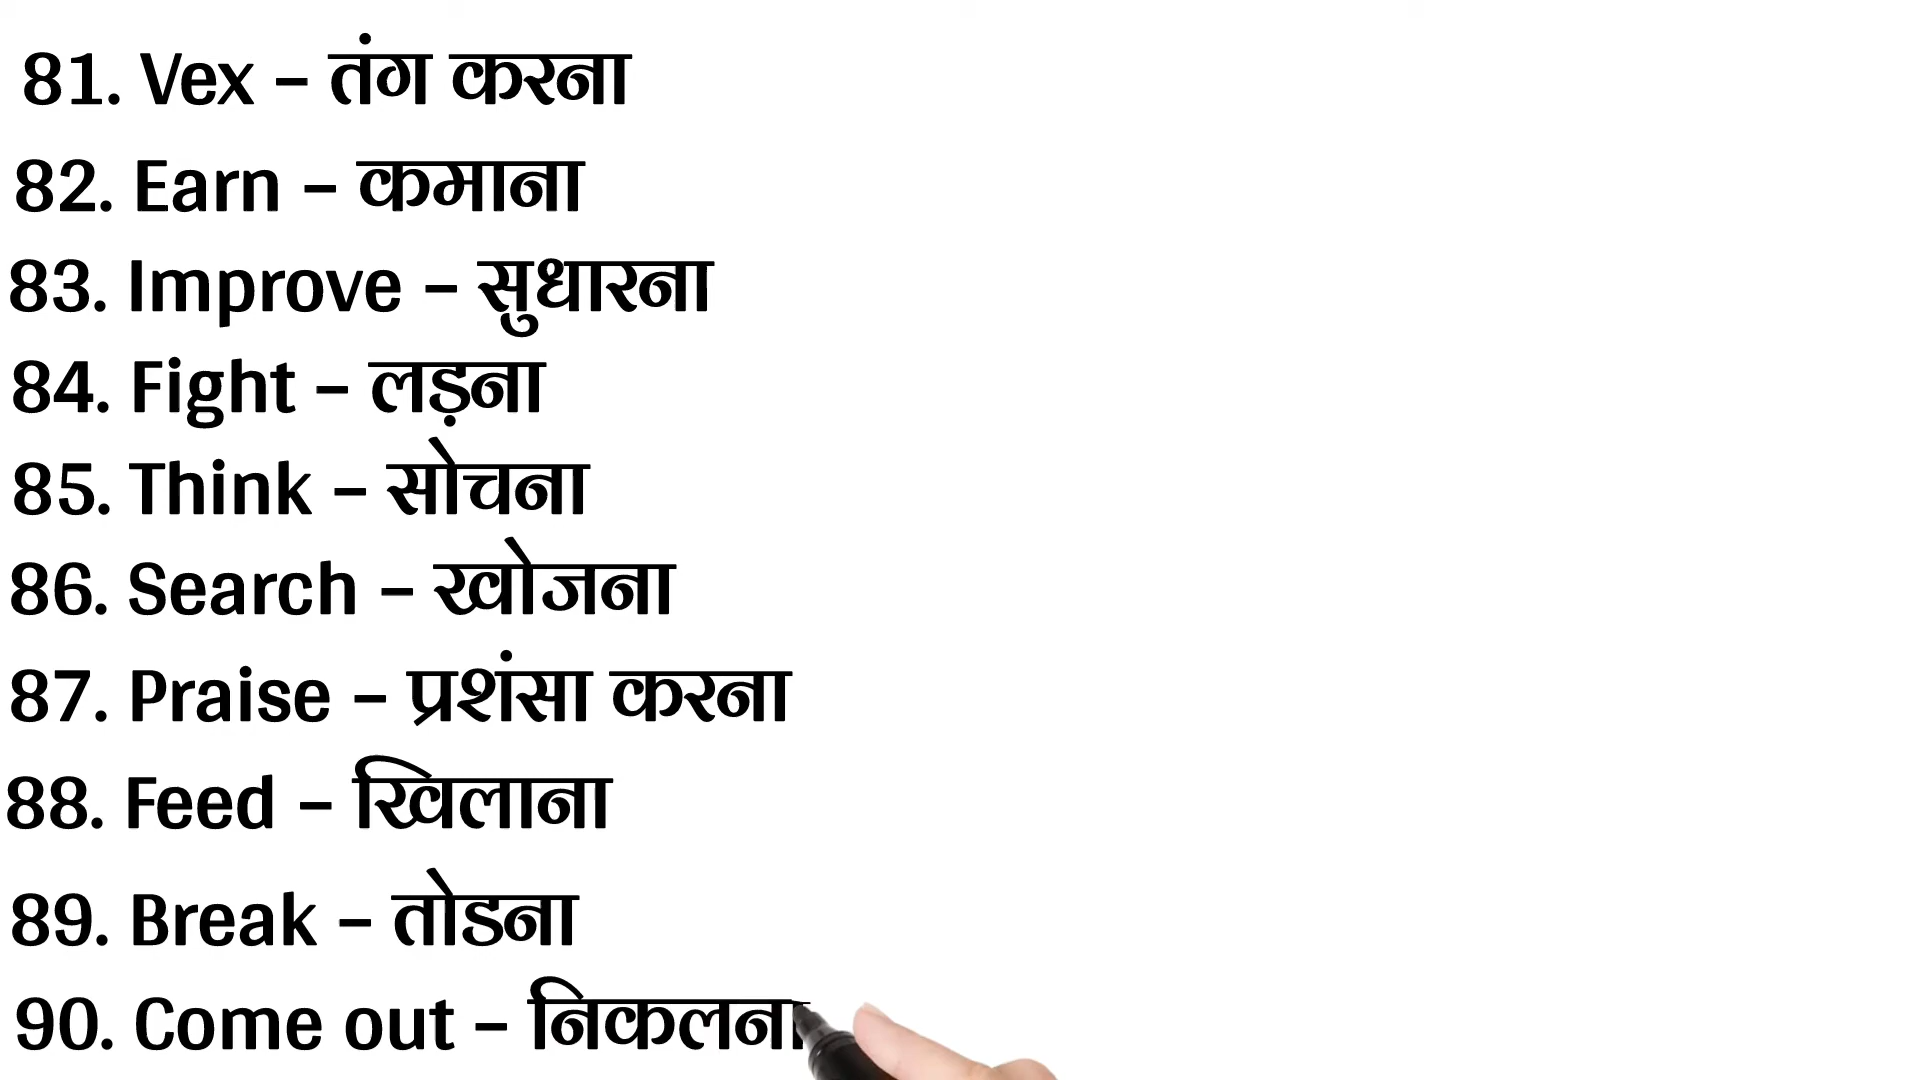 81. Vex – तंग करना
82. Earn – कमाना
83. Improve – सुधारना
84. Fight – लड़ना
85. Think – सोचना
86. Search – खोजना
87. Praise – प्रशंसा करना
88. Feed – खिलाना
89. Break – तोडना
90. Come out – निकलना